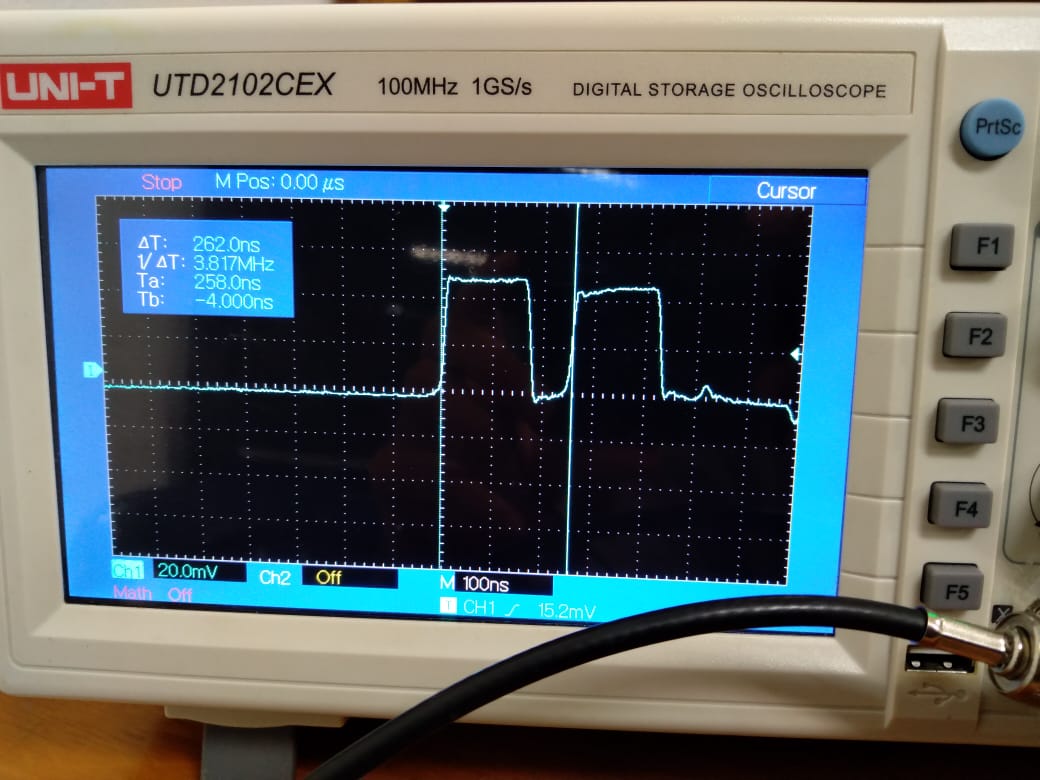 UNI-T UTD2102CEX 100MHz 1GS/s DIGITAL STORAGE OSCILLOSCOPE
PrtSc
Stop M Pos: 0.00 μs Cursor
ΔT: 262.0ns
1/ΔT: 3.817MHz
Ta: 258.0ns
Tb: -4.000ns
F1
F2
1
F3
F4
Ch1 20.0mV Ch2 Off M 100ns
Math Off 1 CH1 15.2mV
F5
X